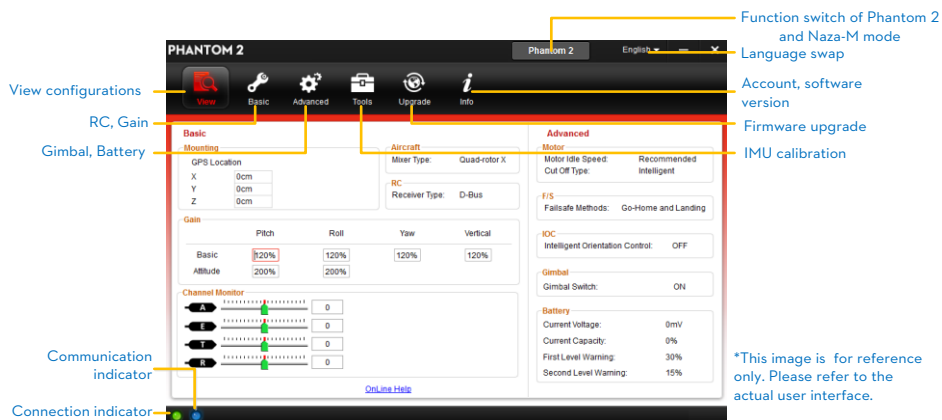 Function switch of Phantom 2
and Naza-M mode
Language swap
PHANTOM 2
Phantom 2
English
View configurations
Account, software
version
View
Basic
Advanced
Tools
Upgrade
Info
RC, Gain
Firmware upgrade
Gimbal, Battery
IMU calibration
Basic
Mounting
GPS Location
X 0cm
Y 0cm
Z 0cm
Aircraft
Mixer Type: Quad-rotor X
RC
Receiver Type: D-Bus
Gain
Pitch Roll Yaw Vertical
Basic 120% 120% 120% 120%
Attitude 200% 200%
Channel Monitor
A 0
E 0
T 0
R 0
Advanced
Motor
Motor Idle Speed: Recommended
Cut Off Type: Intelligent
F/S
Failsafe Methods: Go-Home and Landing
IOC
Intelligent Orientation Control: OFF
Gimbal
Gimbal Switch: ON
Battery
Current Voltage: 0mV
Current Capacity: 0%
First Level Warning: 30%
Second Level Warning: 15%
OnLine Help
Communication
indicator
Connection indicator
*This image is for reference
only. Please refer to the
actual user interface.